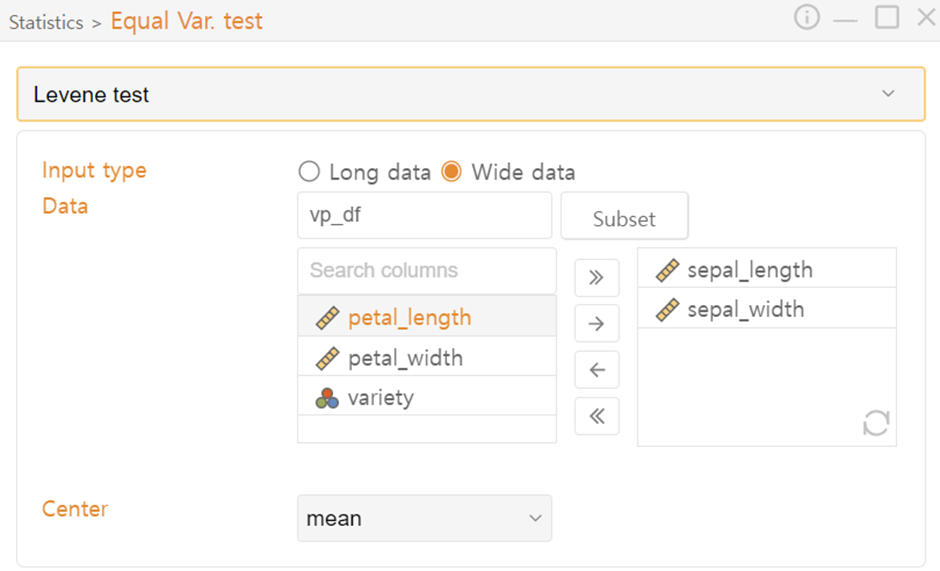 Statistics > Equal Var. test
Levene test
Input type
Long data
Wide data
Data
vp_df
Subset
Search columns
petal_length
petal_width
variety
sepal_length
sepal_width
Center
mean